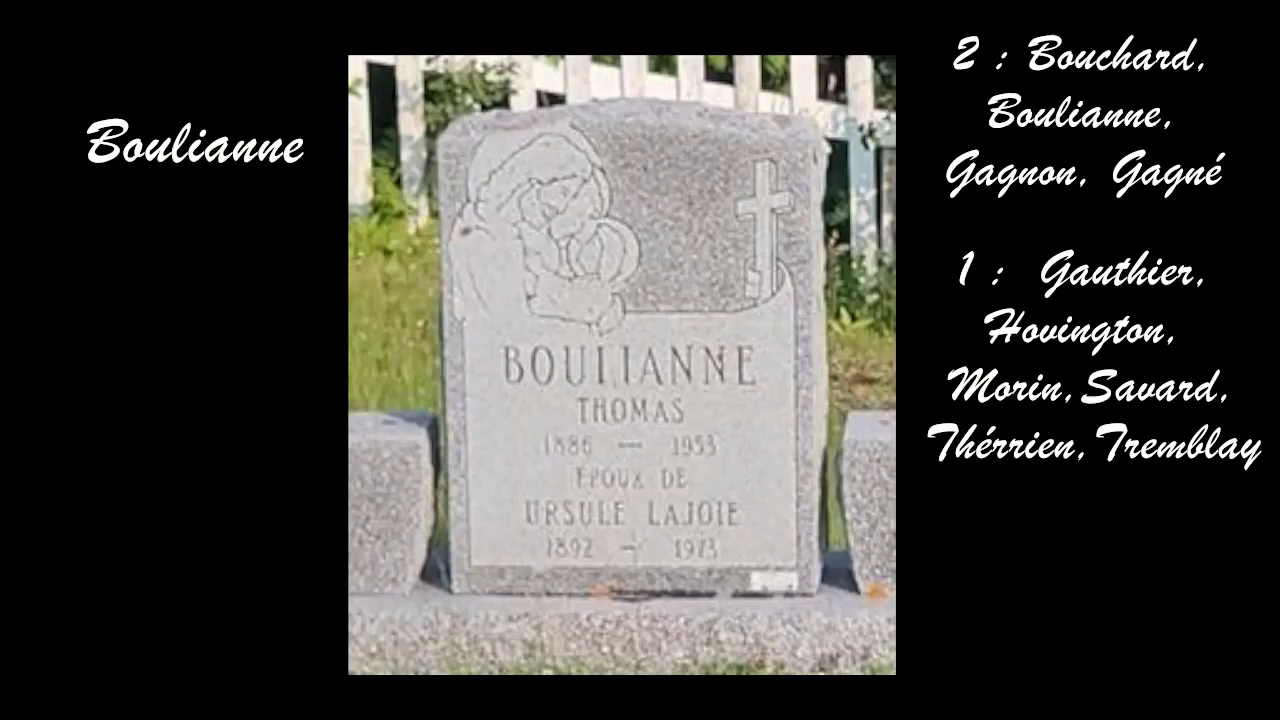 Boulianne
BOULIANNE
THOMAS
1886 — 1953
EPOUX DE
URSULE LAJOIE
1892 — 1973
2 : Bouchard,
Boulianne,
Gagnon, Gagné
1 : Gauthier,
Hovington,
Morin, Savard,
Thérrien, Tremblay